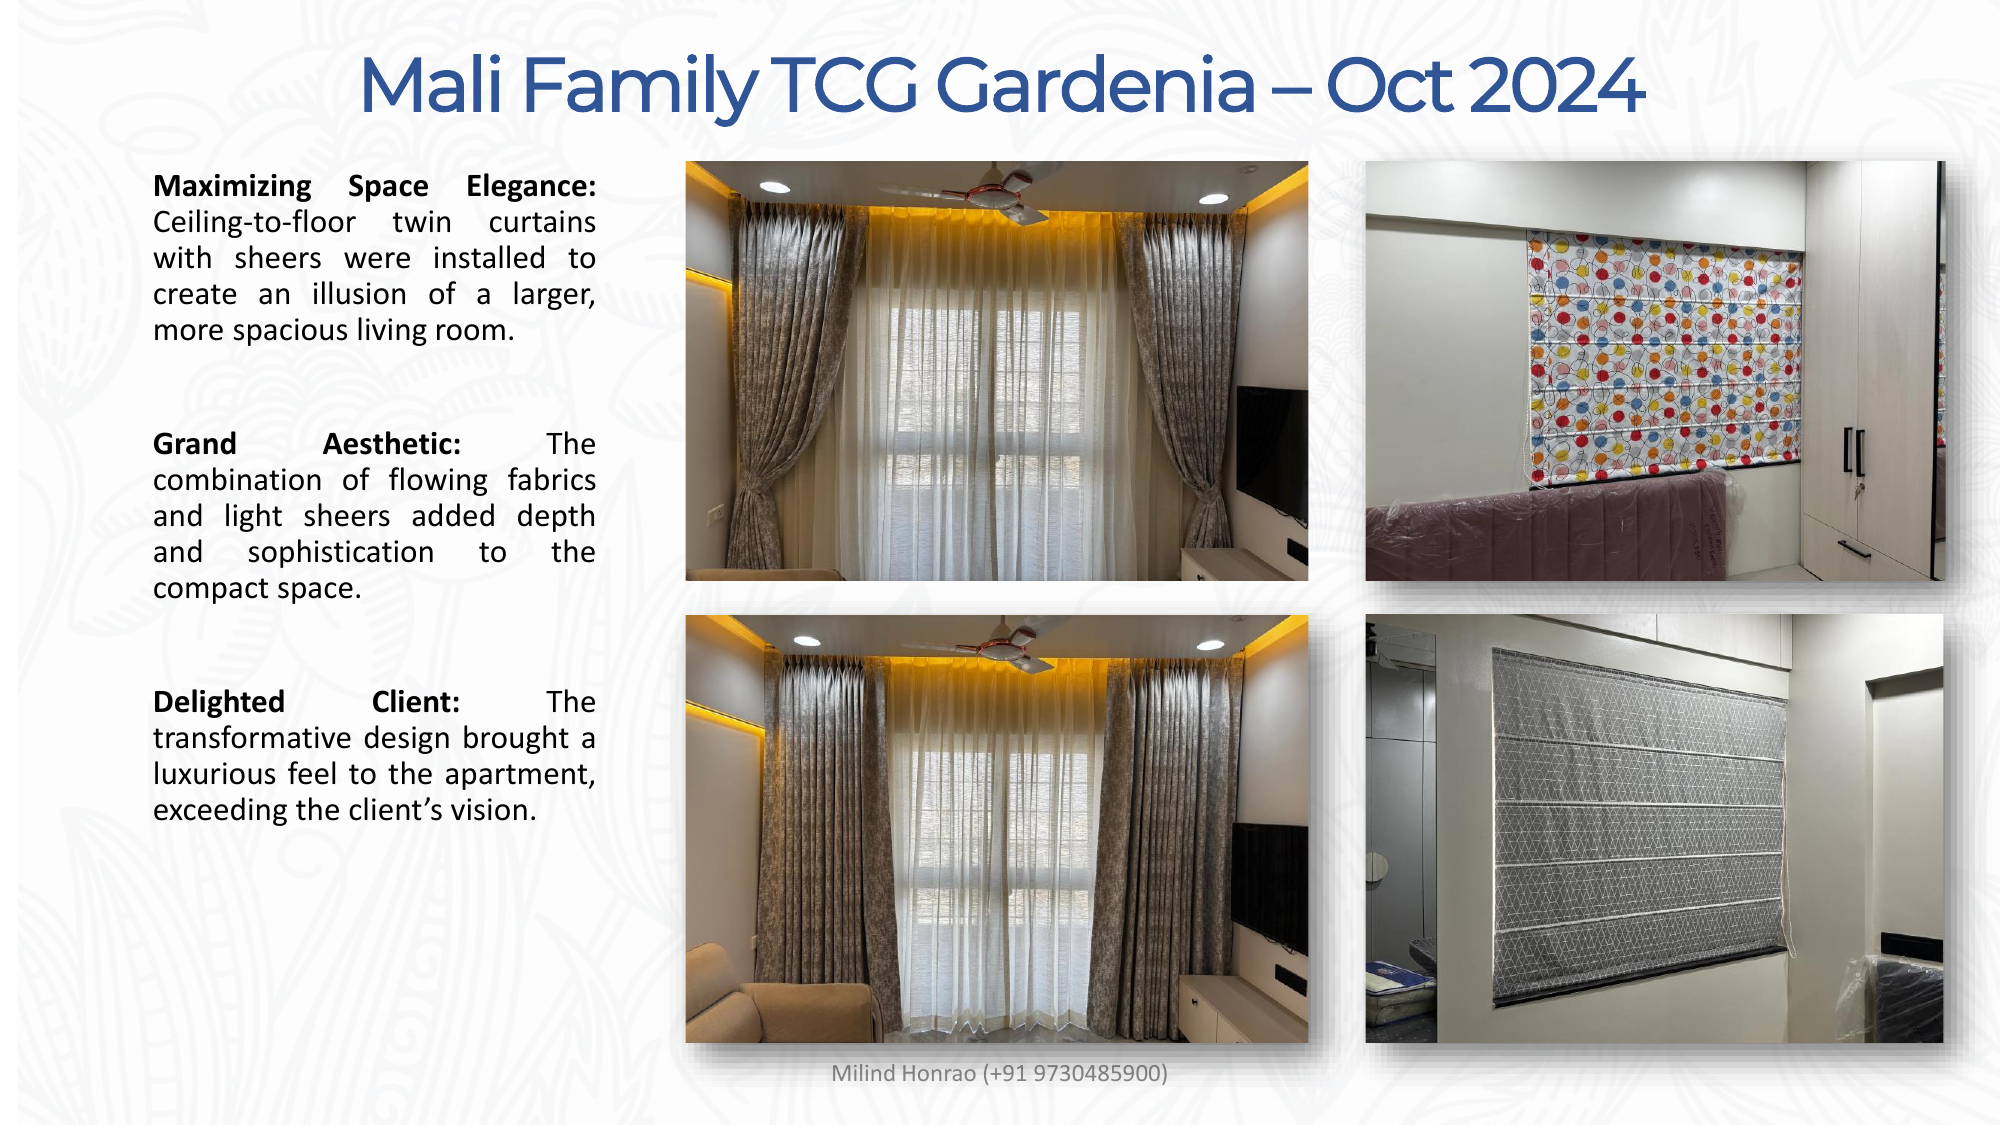 Mali Family TCG Gardenia – Oct 2024
Maximizing Space Elegance:
Ceiling-to-floor twin curtains
with sheers were installed to
create an illusion of a larger,
more spacious living room.
Grand Aesthetic: The
combination of flowing fabrics
and light sheers added depth
and sophistication to the
compact space.
Delighted Client: The
transformative design brought a
luxurious feel to the apartment,
exceeding the client’s vision.
Milind Honrao (+91 9730485900)